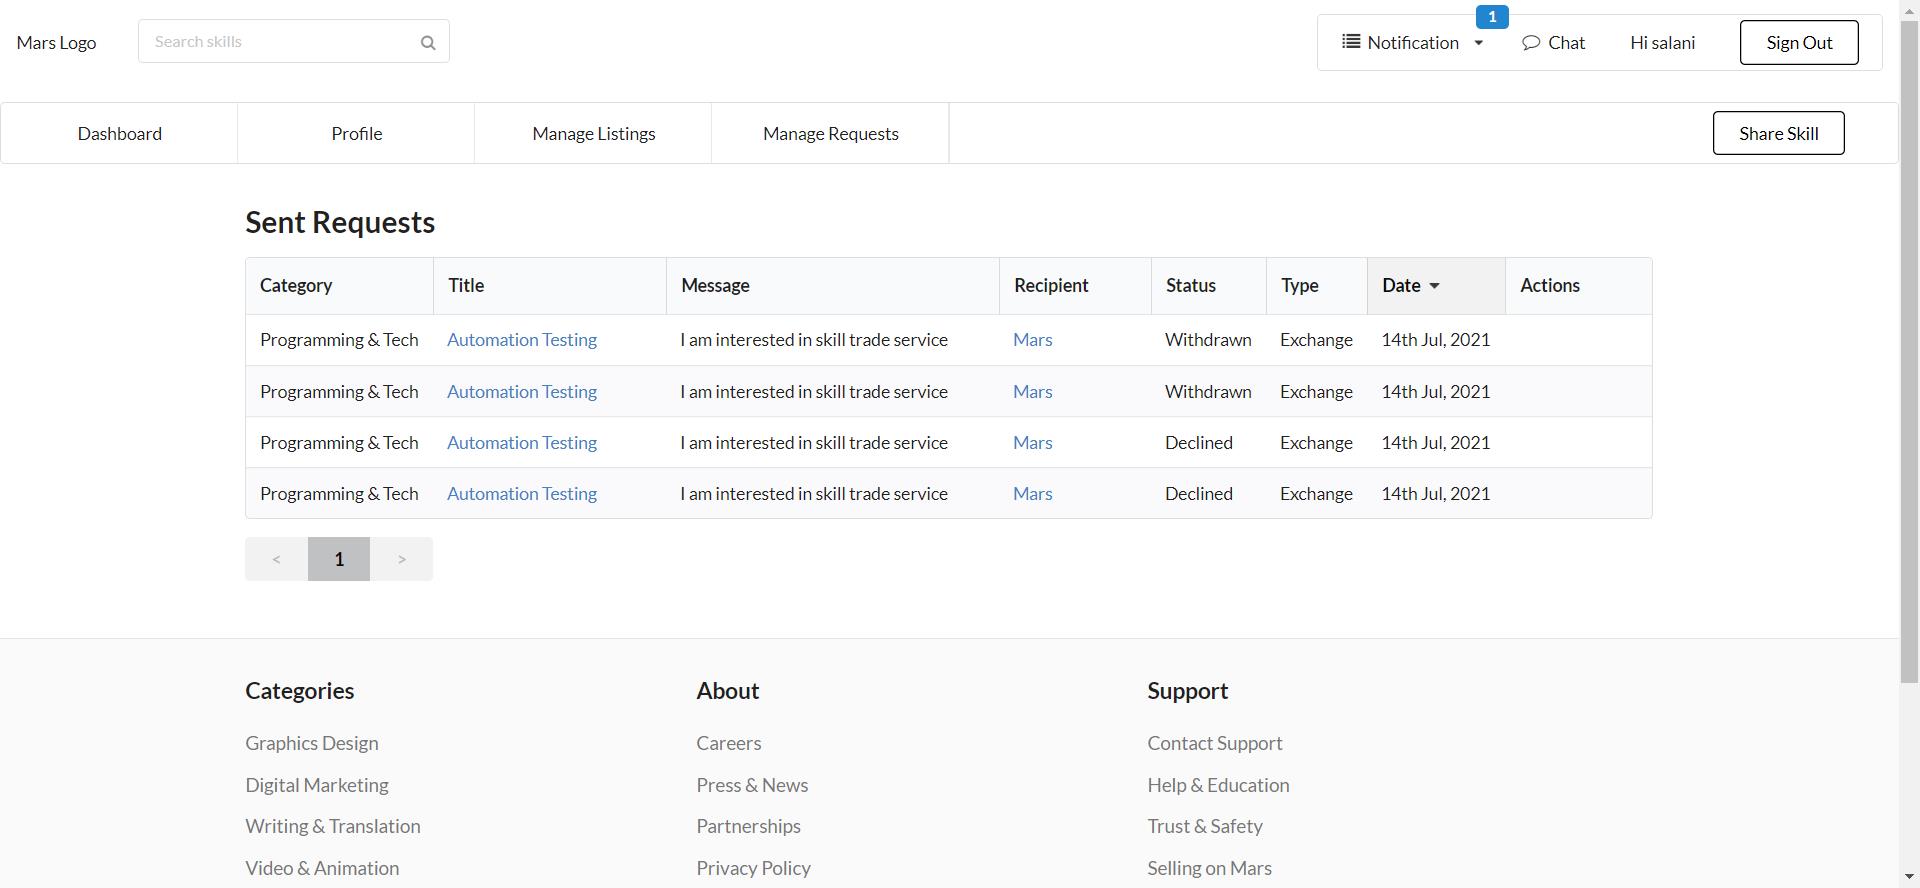 1
Mars Logo Search skills Notification Chat Hi salani Sign Out
Dashboard Profile Manage Listings Manage Requests Share Skill
Sent Requests
Category Title Message Recipient Status Type Date Actions
Programming & Tech Automation Testing I am interested in skill trade service Mars Withdrawn Exchange 14th Jul, 2021
Programming & Tech Automation Testing I am interested in skill trade service Mars Withdrawn Exchange 14th Jul, 2021
Programming & Tech Automation Testing I am interested in skill trade service Mars Declined Exchange 14th Jul, 2021
Programming & Tech Automation Testing I am interested in skill trade service Mars Declined Exchange 14th Jul, 2021
< 1 >
Categories About Support
Graphics Design Careers Contact Support
Digital Marketing Press & News Help & Education
Writing & Translation Partnerships Trust & Safety
Video & Animation Privacy Policy Selling on Mars